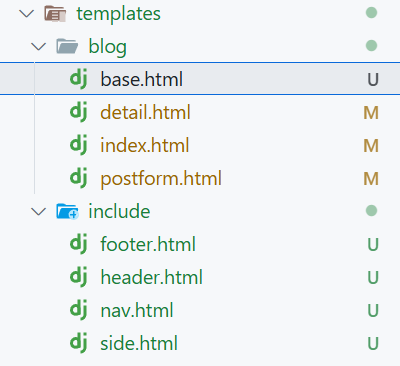 templates
blog
dj base.html U
dj detail.html M
dj index.html M
dj postform.html M
include
dj footer.html U
dj header.html U
dj nav.html U
dj side.html U